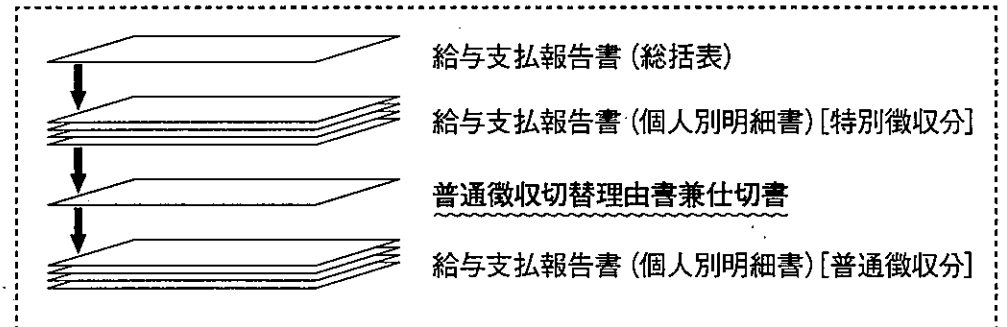 給与支払報告書（総括表）
給与支払報告書（個人別明細書）[特別徴収分]
普通徴収切替理由書兼仕切書
給与支払報告書（個人別明細書）[普通徴収分]